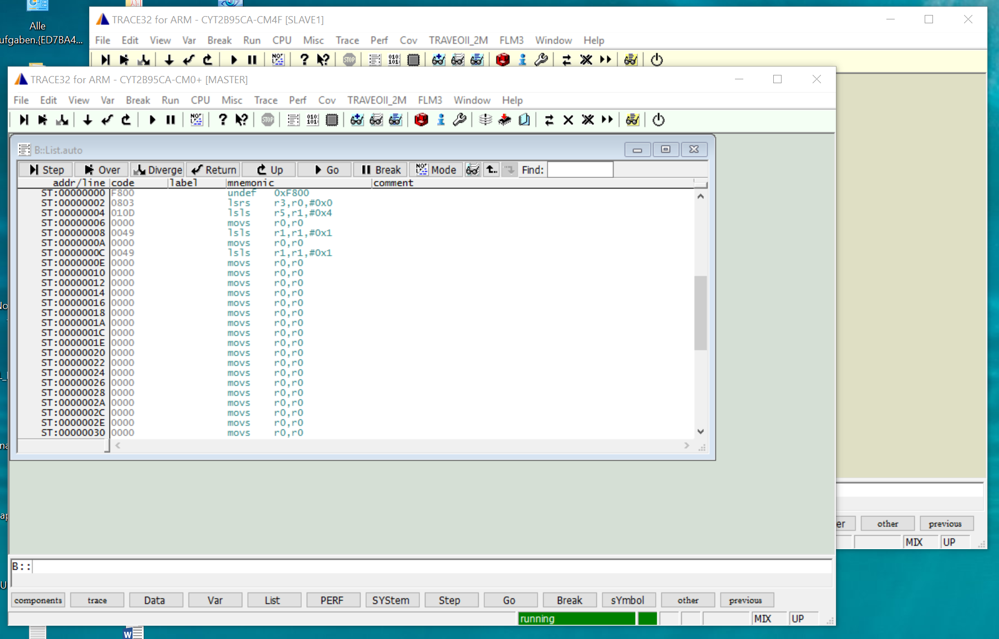 Alle
ufgaben.{ED7BA4...
TRACE32 for ARM - CYT2B95CA-CM4F [SLAVE1]
File Edit View Var Break Run CPU Misc Trace Perf Cov TRAVEOII_2M FLM3 Window Help
TRACE32 for ARM - CYT2B95CA-CM0+ [MASTER]
File Edit View Var Break Run CPU Misc Trace Perf Cov TRAVEOII_2M FLM3 Window Help
B::List.auto
Step Over Diverge Return Up Go Break Mode Find:
addr/line code label mnemonic comment
ST:00000000 F800 undef 0xF800
ST:00000002 0803 lsrs r3,r0,#0x0
ST:00000004 010D lsls r5,r1,#0x4
ST:00000006 0000 movs r0,r0
ST:00000008 0049 lsls r1,r1,#0x1
ST:0000000A 0000 movs r0,r0
ST:0000000C 0049 lsls r1,r1,#0x1
ST:0000000E 0000 movs r0,r0
ST:00000010 0000 movs r0,r0
ST:00000012 0000 movs r0,r0
ST:00000014 0000 movs r0,r0
ST:00000016 0000 movs r0,r0
ST:00000018 0000 movs r0,r0
ST:0000001A 0000 movs r0,r0
ST:0000001C 0000 movs r0,r0
ST:0000001E 0000 movs r0,r0
ST:00000020 0000 movs r0,r0
ST:00000022 0000 movs r0,r0
ST:00000024 0000 movs r0,r0
ST:00000026 0000 movs r0,r0
ST:00000028 0000 movs r0,r0
ST:0000002A 0000 movs r0,r0
ST:0000002C 0000 movs r0,r0
ST:0000002E 0000 movs r0,r0
ST:00000030 0000 movs r0,r0
er other previous
MIX UP
B::
components trace Data Var List PERF SYStem Step Go Break sYmbol other previous
running MIX UP